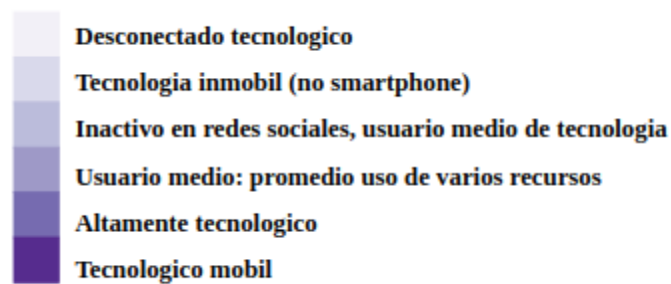 Desconectado tecnologico
Tecnologia inmobil (no smartphone)
Inactivo en redes sociales, usuario medio de tecnologia
Usuario medio: promedio uso de varios recursos
Altamente tecnologico
Tecnologico mobil